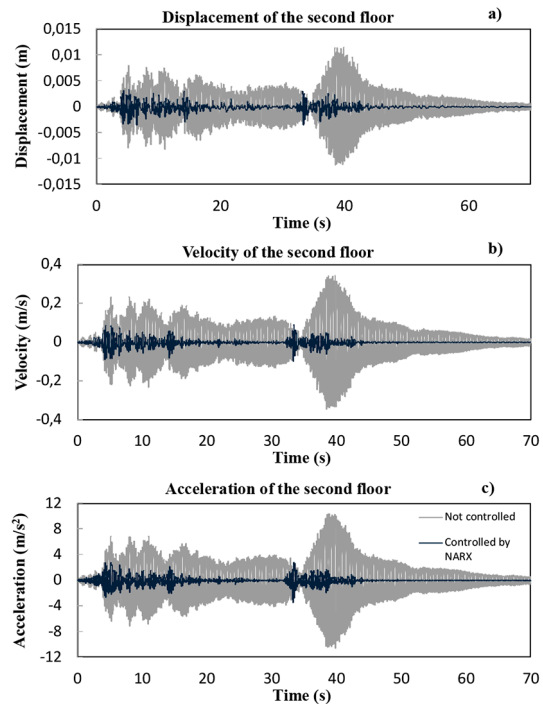 Displacement of the second floor
a)
0,015
0,01
0,005
0
-0,005
-0,01
-0,015
Displacement (m)
0 20 40 60
Time (s)
Velocity of the second floor
b)
0,4
0,2
0
-0,2
-0,4
Velocity (m/s)
0 10 20 30 40 50 60 70
Time (s)
Acceleration of the second floor
c)
12
8
4
0
-4
-8
-12
Acceleration (m/s²)
Not controlled
Controlled by
NARX
0 10 20 30 40 50 60 70
Time (s)